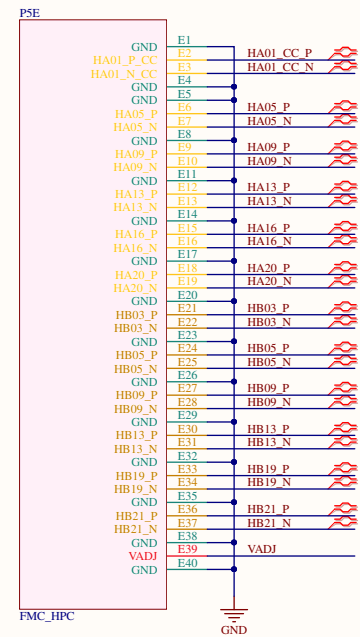 P5E
GND E1
HA01_P_CC E2 HA01_CC_P
HA01_N_CC E3 HA01_CC_N
GND E4
GND E5
HA05_P E6 HA05_P
HA05_N E7 HA05_N
GND E8
HA09_P E9 HA09_P
HA09_N E10 HA09_N
GND E11
HA13_P E12 HA13_P
HA13_N E13 HA13_N
GND E14
HA16_P E15 HA16_P
HA16_N E16 HA16_N
GND E17
HA20_P E18 HA20_P
HA20_N E19 HA20_N
GND E20
HB03_P E21 HB03_P
HB03_N E22 HB03_N
GND E23
HB05_P E24 HB05_P
HB05_N E25 HB05_N
GND E26
HB09_P E27 HB09_P
HB09_N E28 HB09_N
GND E29
HB13_P E30 HB13_P
HB13_N E31 HB13_N
GND E32
HB19_P E33 HB19_P
HB19_N E34 HB19_N
GND E35
HB21_P E36 HB21_P
HB21_N E37 HB21_N
GND E38
VADJ E39 VADJ
GND E40
FMC_HPC
GND